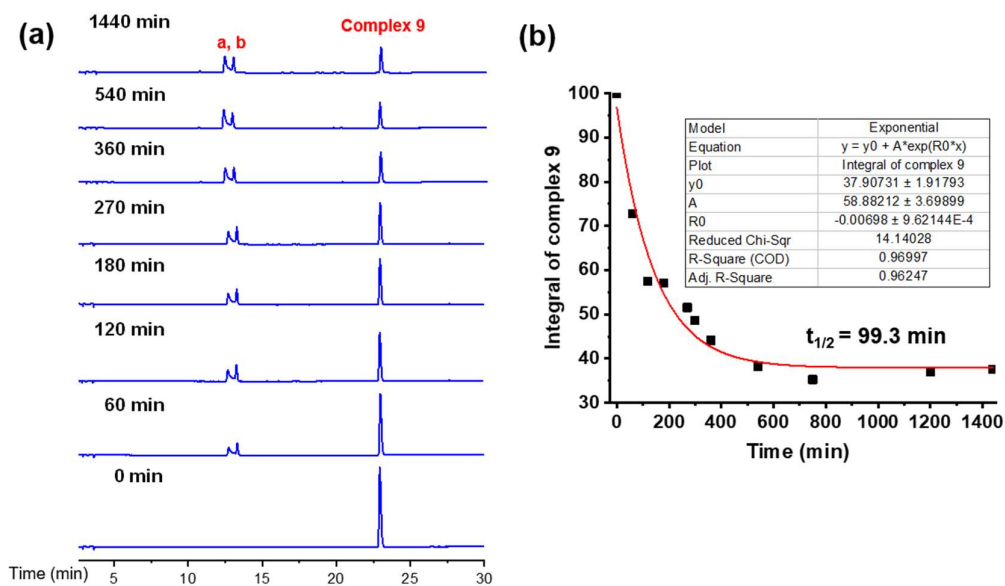 (a)
1440 min
a, b
Complex 9
540 min
360 min
270 min
180 min
120 min
60 min
0 min
Time (min)
5 10 15 20 25 30
(b)
Integral of complex 9
100
90
80
70
60
50
40
30
Model Exponential
Equation y = y0 + A*exp(R0*x)
Plot Integral of complex 9
y0 37.90731 ± 1.91793
A 58.88212 ± 3.69899
R0 -0.00698 ± 9.62144E-4
Reduced Chi-Sqr 14.14028
R-Square (COD) 0.96997
Adj. R-Square 0.96247
t1/2 = 99.3 min
0 200 400 600 800 1000 1200 1400
Time (min)